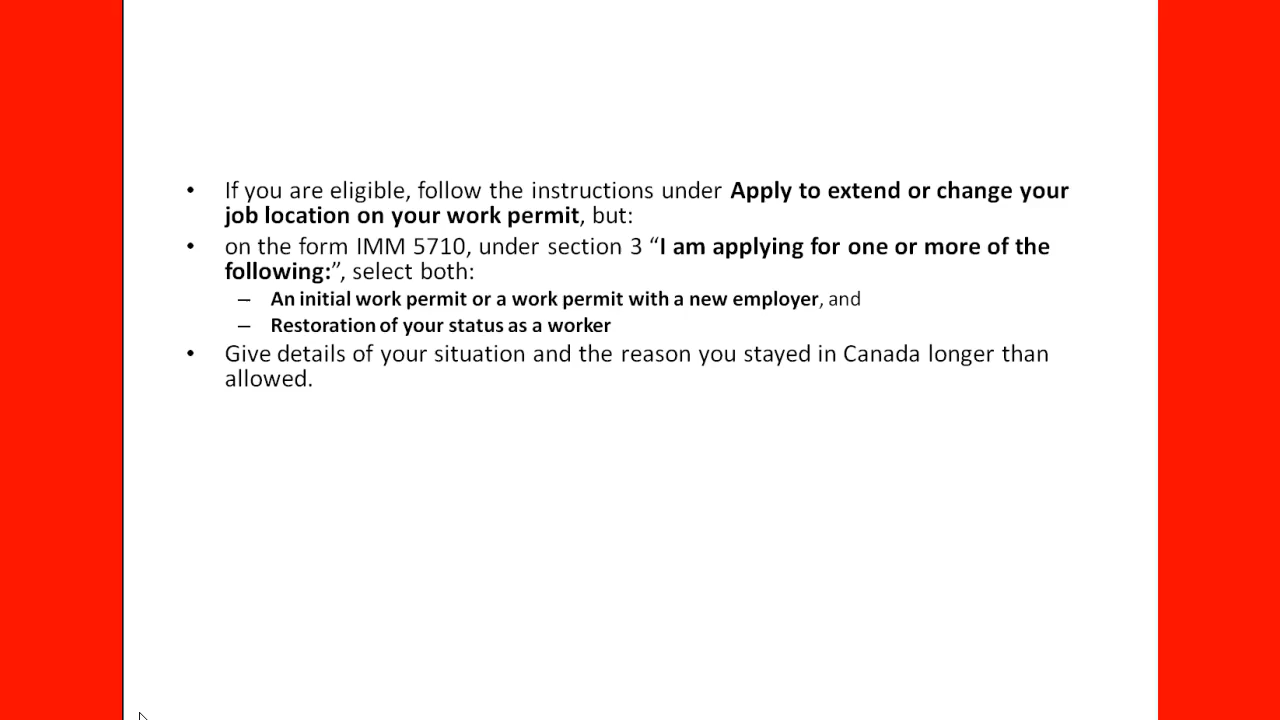 • If you are eligible, follow the instructions under Apply to extend or change your
job location on your work permit, but:
• on the form IMM 5710, under section 3 “I am applying for one or more of the
following:”, select both:
– An initial work permit or a work permit with a new employer, and
– Restoration of your status as a worker
• Give details of your situation and the reason you stayed in Canada longer than
allowed.